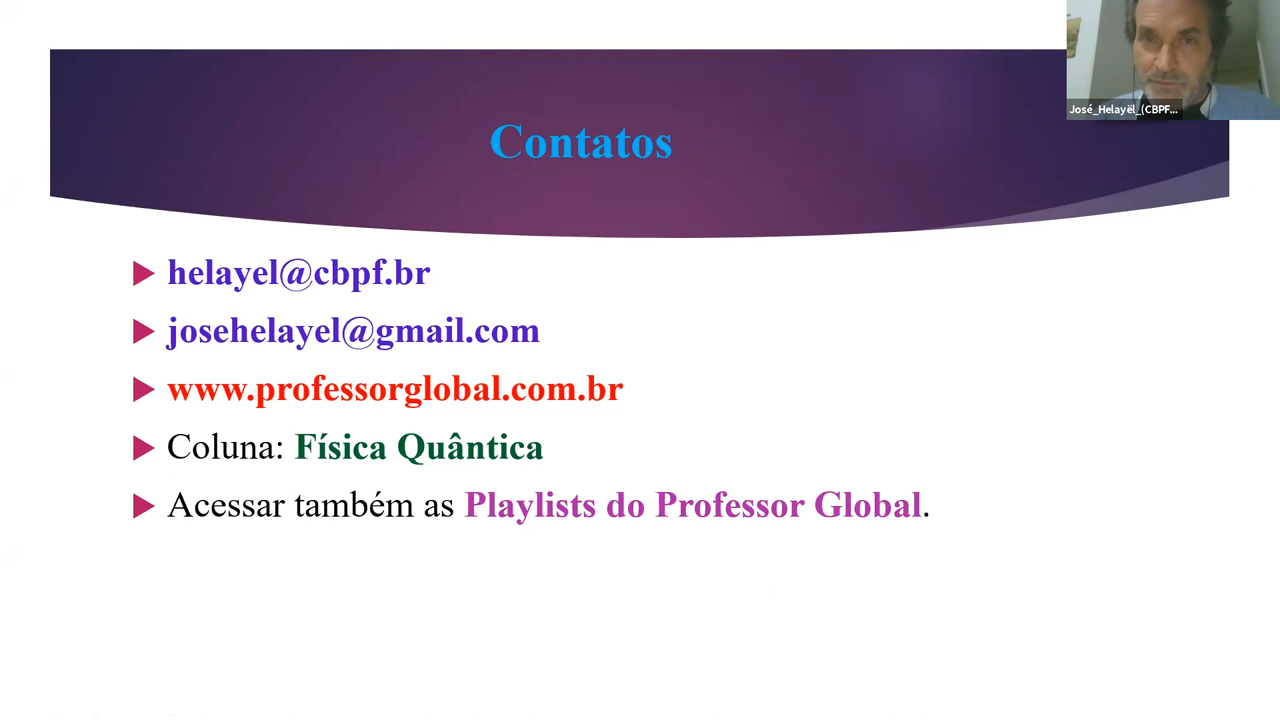 José_Helayël_(CBPF...
Contatos
helayel@cbpf.br
josehelayel@gmail.com
www.professorglobal.com.br
Coluna: Física Quântica
Acessar também as Playlists do Professor Global.